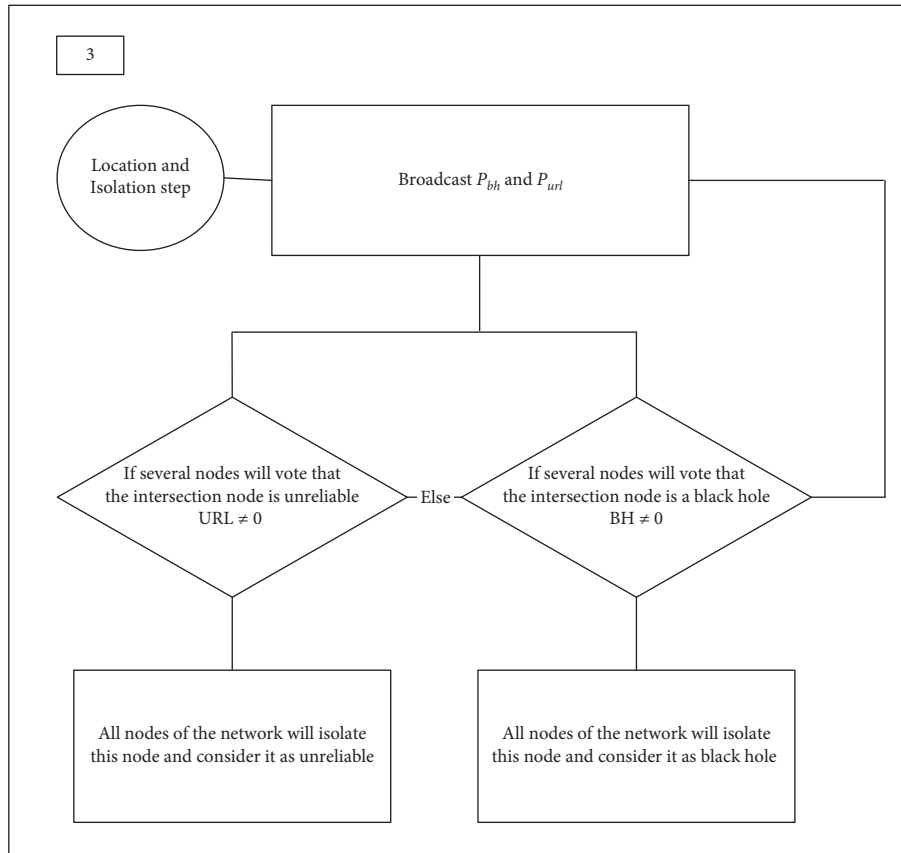 3
Location and
Isolation step
Broadcast P_bh and P_url
If several nodes will vote that
the intersection node is unreliable
URL ≠ 0
Else
If several nodes will vote that
the intersection node is a black hole
BH ≠ 0
All nodes of the network will isolate
this node and consider it as unreliable
All nodes of the network will isolate
this node and consider it as black hole